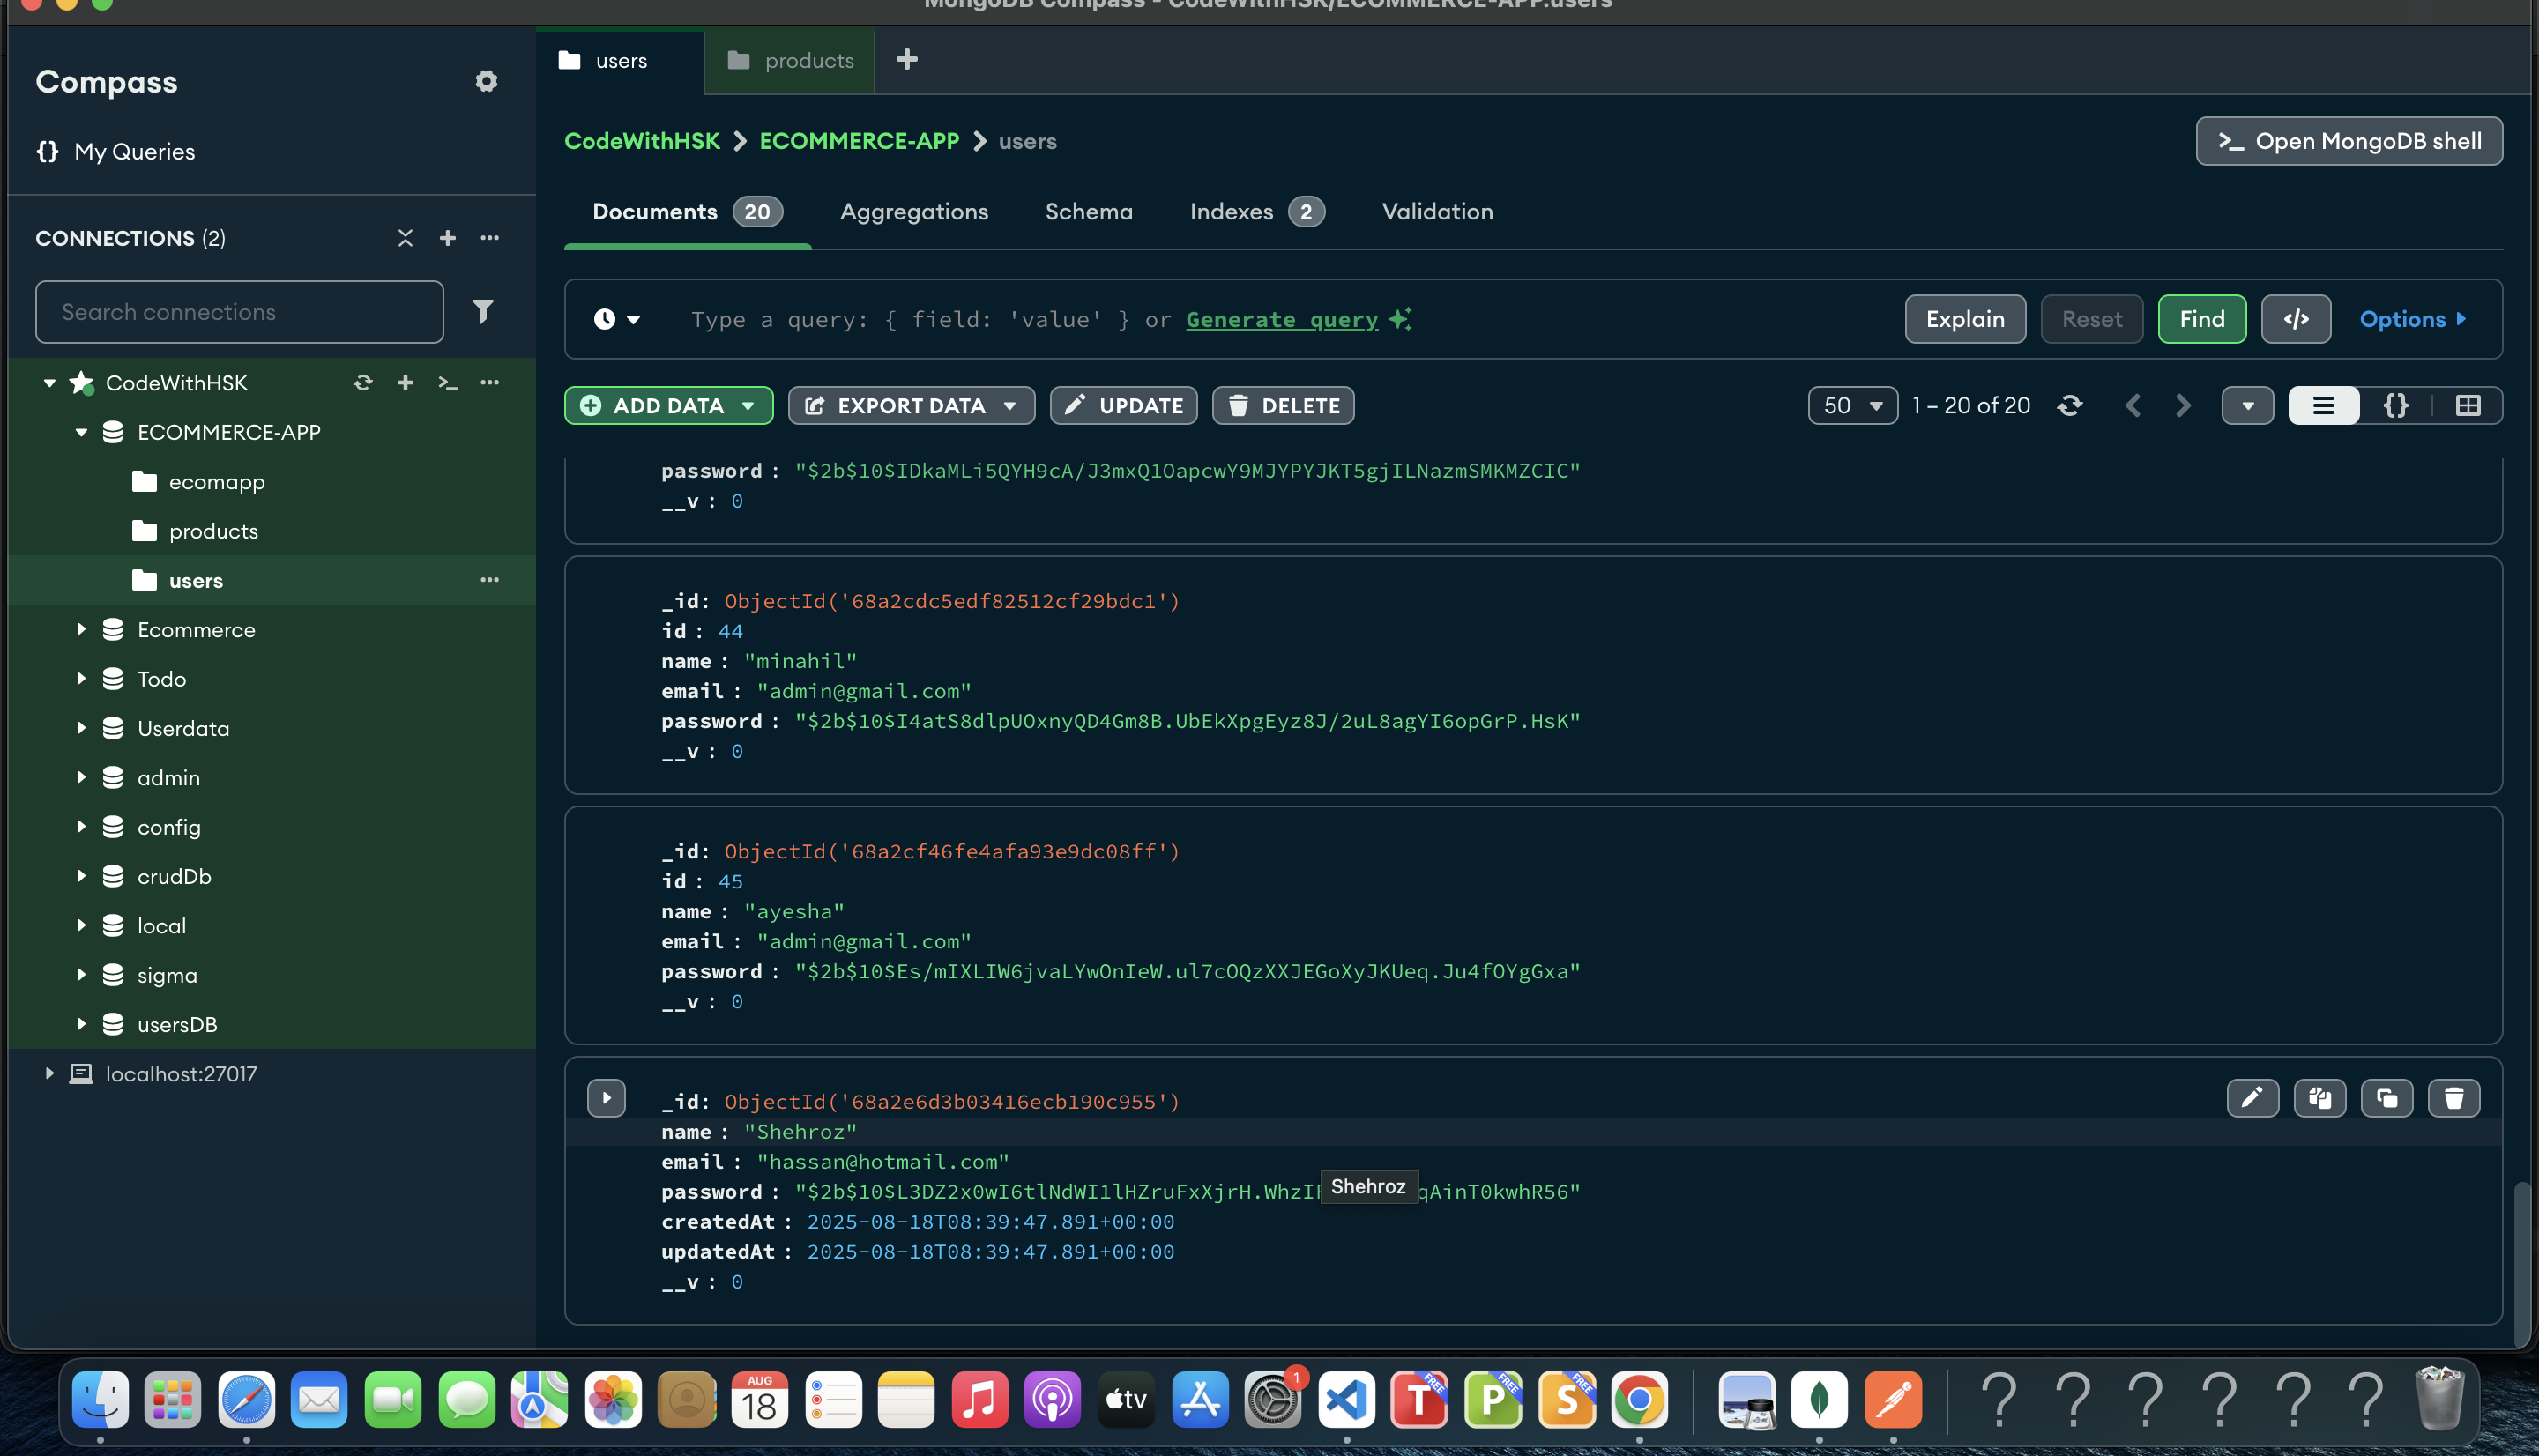 MongoDB Compass - CodeWithHSK/ECOMMERCE-APP.users
Compass
My Queries
CONNECTIONS (2)
Search connections
CodeWithHSK
ECOMMERCE-APP
ecomapp
products
users
Ecommerce
Todo
Userdata
admin
config
crudDb
local
sigma
usersDB
localhost:27017
users
products
CodeWithHSK > ECOMMERCE-APP > users
>_ Open MongoDB shell
Documents 20 Aggregations Schema Indexes 2 Validation
Type a query: { field: 'value' } or Generate query
Explain Reset Find </> Options
ADD DATA EXPORT DATA UPDATE DELETE
50 1 – 20 of 20 {}
password : "$2b$10$IDkaMLi5QYH9cA/J3mxQ1OapcwY9MJYPYJKT5gjILNazmSMKMZCIC"
__v : 0
_id: ObjectId('68a2cdc5edf82512cf29bdc1')
id : 44
name : "minahil"
email : "admin@gmail.com"
password : "$2b$10$I4atS8dlpUOxnyQD4Gm8B.UbEkXpgEyz8J/2uL8agYI6opGrP.HsK"
__v : 0
_id: ObjectId('68a2cf46fe4afa93e9dc08ff')
id : 45
name : "ayesha"
email : "admin@gmail.com"
password : "$2b$10$Es/mIXLIW6jvaLYwOnIeW.ul7cOQzXXJEGoXyJKUeq.Ju4fOYgGxa"
__v : 0
_id: ObjectId('68a2e6d3b03416ecb190c955')
name : "Shehroz"
email : "hassan@hotmail.com"
password : "$2b$10$L3DZ2x0wI6tlNdWI1lHZruFxXjrH.WhzI Shehroz qAinT0kwhR56"
createdAt : 2025-08-18T08:39:47.891+00:00
updatedAt : 2025-08-18T08:39:47.891+00:00
__v : 0
AUG
18
tv
1
T FREE
P FREE
S FREE
? ? ? ? ? ?